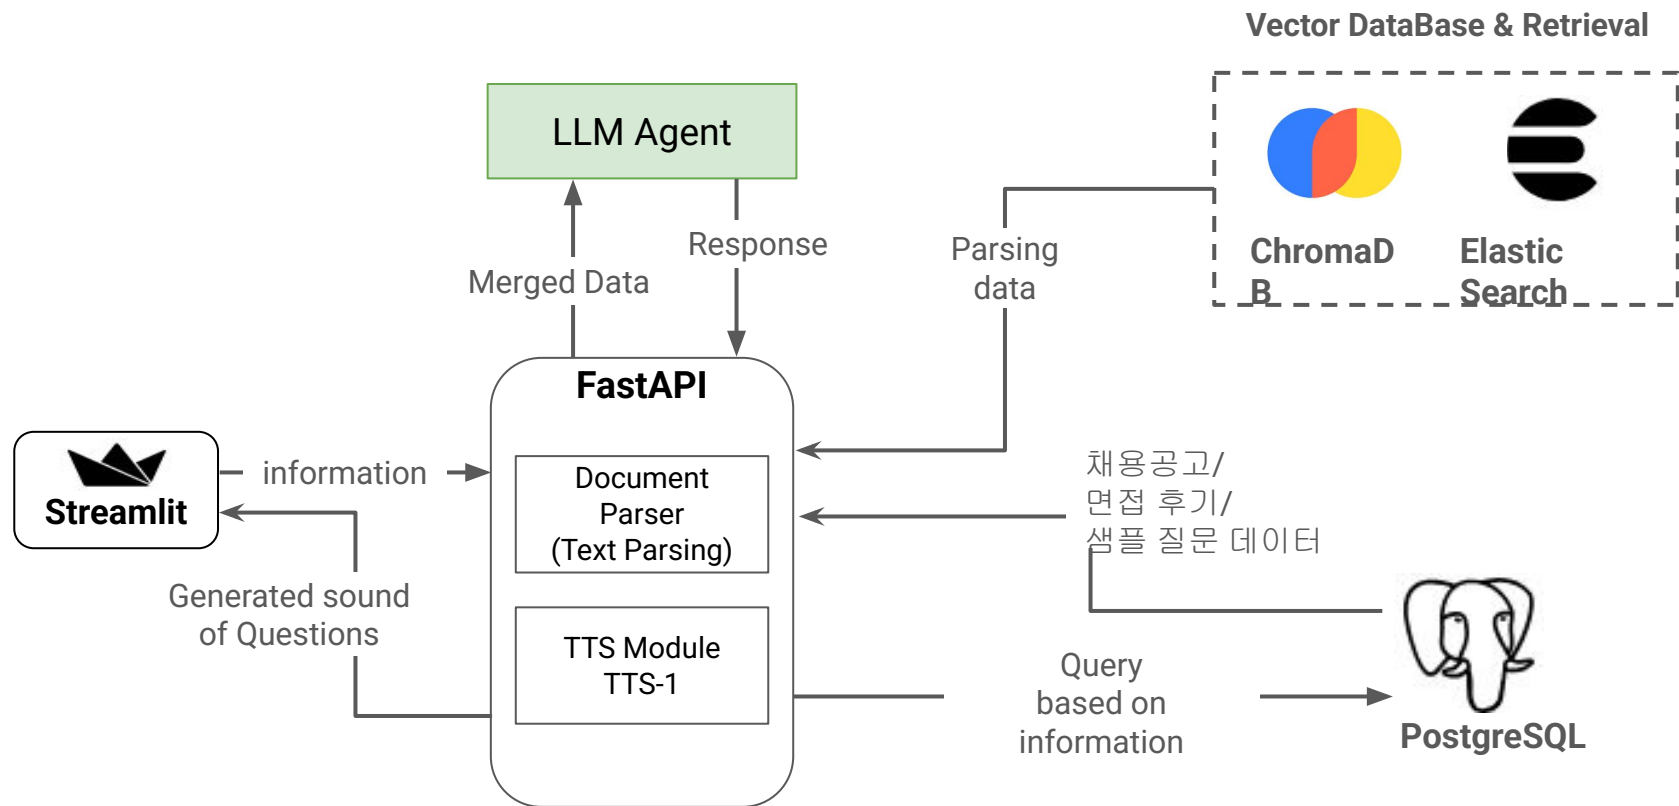 Vector DataBase & Retrieval
LLM Agent
ChromaD
B
Elastic
Search
Response
Merged Data
Parsing
data
FastAPI
Streamlit
information
Document
Parser
(Text Parsing)
채용공고/
면접 후기/
샘플 질문 데이터
Generated sound
of Questions
TTS Module
TTS-1
Query
based on
information
PostgreSQL